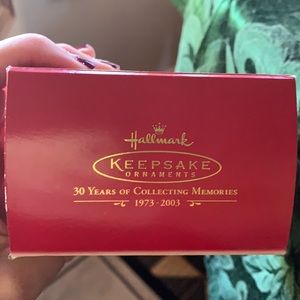 Hallmark
KEEPSAKE
ORNAMENTS
30 YEARS OF COLLECTING MEMORIES
1973-2003